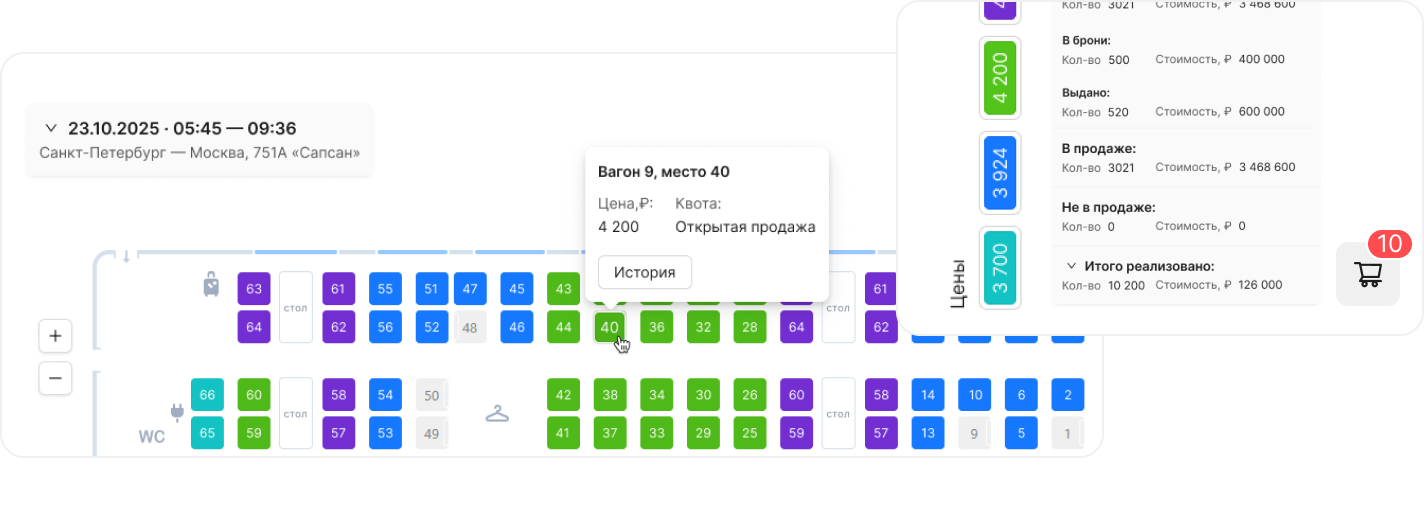 23.10.2025 · 05:45 — 09:36
Санкт-Петербург — Москва, 751А «Сапсан»
Вагон 9, место 40
Цена,₽: Квота:
4 200 Открытая продажа
История
63 61 55 51 47 45 43 61
стол стол
64 62 56 52 48 46 44 40 36 32 28 64 62
+
−
66 60 58 54 50 42 38 34 30 26 60 58 14 10 6 2
стол стол
WC 65 59 57 53 49 41 37 33 29 25 59 57 13 9 5 1
Цены
4 200
3 924
3 700
Кол-во 3021 Стоимость, ₽ 3 468 600
В брони:
Кол-во 500 Стоимость, ₽ 400 000
Выдано:
Кол-во 520 Стоимость, ₽ 600 000
В продаже:
Кол-во 3021 Стоимость, ₽ 3 468 600
Не в продаже:
Кол-во 0 Стоимость, ₽ 0
Итого реализовано:
Кол-во 10 200 Стоимость, ₽ 126 000
10